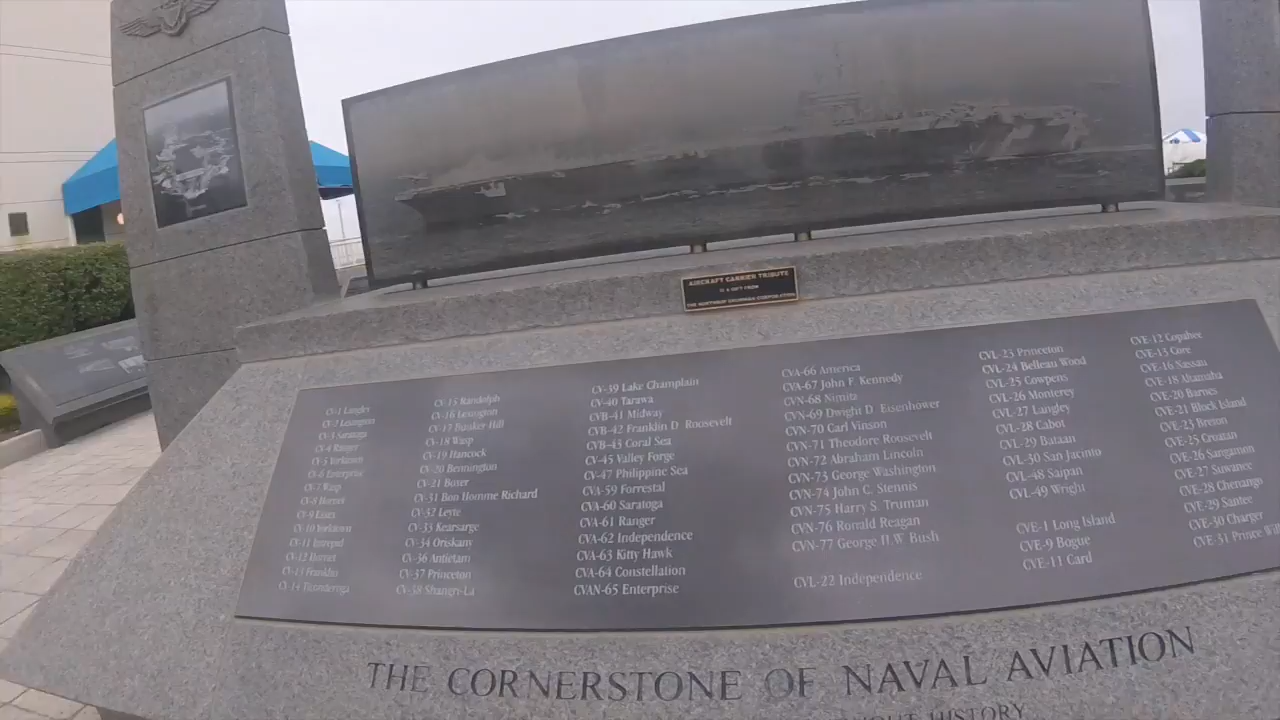 AIRCRAFT CARRIER TRIBUTE
IS A GIFT FROM
THE NORTHROP GRUMMAN CORPORATION
CV-1 Langley
CV-2 Lexington
CV-3 Saratoga
CV-4 Ranger
CV-5 Yorktown
CV-6 Enterprise
CV-7 Wasp
CV-8 Hornet
CV-9 Essex
CV-10 Yorktown
CV-11 Intrepid
CV-12 Hornet
CV-13 Franklin
CV-14 Ticonderoga
CV-15 Randolph
CV-16 Lexington
CV-17 Bunker Hill
CV-18 Wasp
CV-19 Hancock
CV-20 Bennington
CV-21 Boxer
CV-31 Bon Homme Richard
CV-32 Leyte
CV-33 Kearsarge
CV-34 Oriskany
CV-36 Antietam
CV-37 Princeton
CV-38 Shangri-La
CV-39 Lake Champlain
CV-40 Tarawa
CVB-41 Midway
CVB-42 Franklin D Roosevelt
CVB-43 Coral Sea
CV-45 Valley Forge
CV-47 Philippine Sea
CVA-59 Forrestal
CVA-60 Saratoga
CVA-61 Ranger
CVA-62 Independence
CVA-63 Kitty Hawk
CVA-64 Constellation
CVAN-65 Enterprise
CVA-66 America
CVA-67 John F Kennedy
CVN-68 Nimitz
CVN-69 Dwight D Eisenhower
CVN-70 Carl Vinson
CVN-71 Theodore Roosevelt
CVN-72 Abraham Lincoln
CVN-73 George Washington
CVN-74 John C. Stennis
CVN-75 Harry S. Truman
CVN-76 Ronald Reagan
CVN-77 George H.W Bush
CVL-22 Independence
CVL-23 Princeton
CVL-24 Belleau Wood
CVL-25 Cowpens
CVL-26 Monterey
CVL-27 Langley
CVL-28 Cabot
CVL-29 Bataan
CVL-30 San Jacinto
CVL-48 Saipan
CVL-49 Wright
CVE-1 Long Island
CVE-9 Bogue
CVE-11 Card
CVE-12 Copahee
CVE-13 Core
CVE-16 Nassau
CVE-18 Altamaha
CVE-20 Barnes
CVE-21 Block Island
CVE-23 Breton
CVE-25 Croatan
CVE-26 Sangamon
CVE-27 Suwanee
CVE-28 Chenango
CVE-29 Santee
CVE-30 Charger
CVE-31 Prince
THE CORNERSTONE OF NAVAL AVIATION
HISTORY